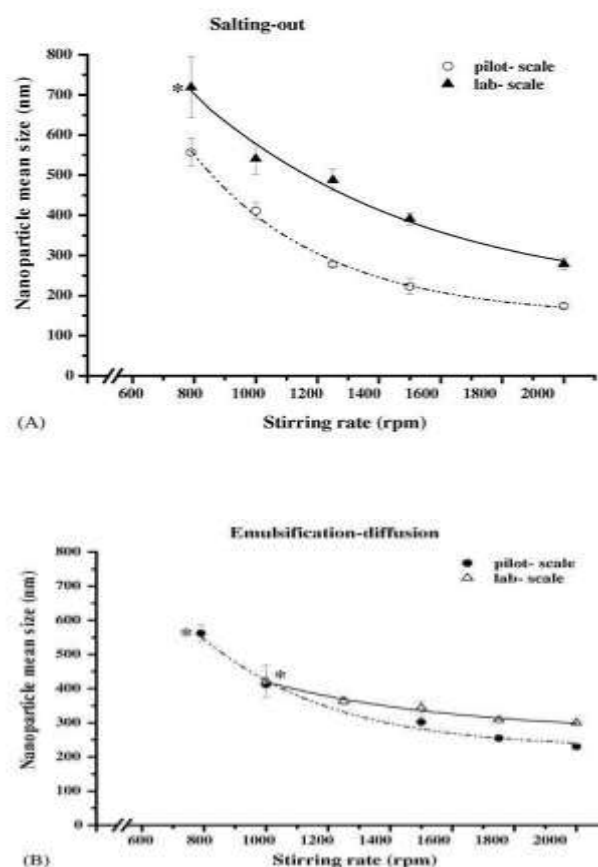 Salting-out
pilot- scale
lab- scale
800
700
600
500
400
300
200
100
0
Nanoparticle mean size (nm)
*
600 800 1000 1200 1400 1600 1800 2000
Stirring rate (rpm)
(A)
Emulsification-diffusion
pilot- scale
lab- scale
800
700
600
500
400
300
200
100
0
Nanoparticle mean size (nm)
*
*
600 800 1000 1200 1400 1600 1800 2000
Stirring rate (rpm)
(B)